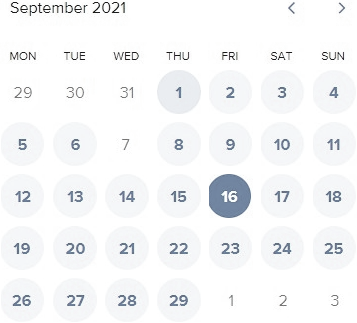 September 2021
MON TUE WED THU FRI SAT SUN
29 30 31 1 2 3 4
5 6 7 8 9 10 11
12 13 14 15 16 17 18
19 20 21 22 23 24 25
26 27 28 29 1 2 3